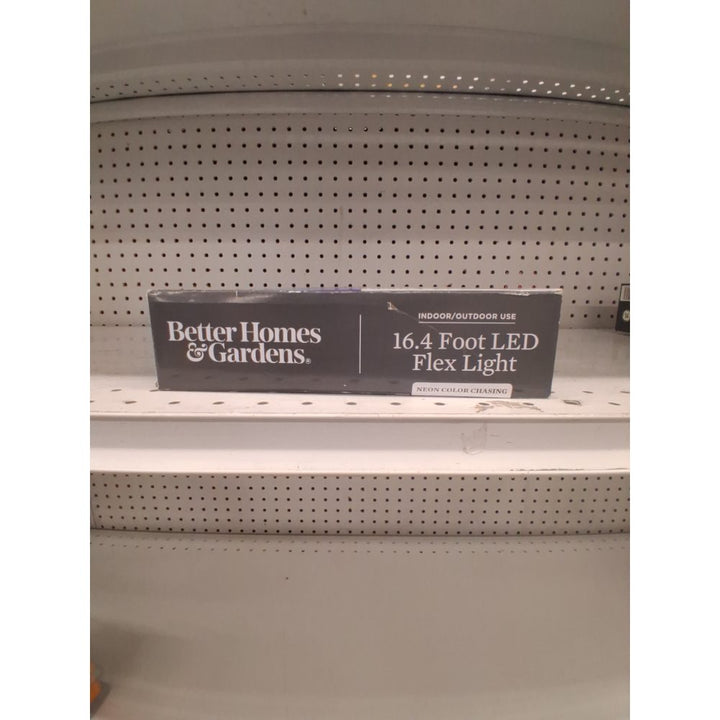 Better Homes
& Gardens®
INDOOR/OUTDOOR USE
16.4 Foot LED
Flex Light
NEON COLOR CHASING